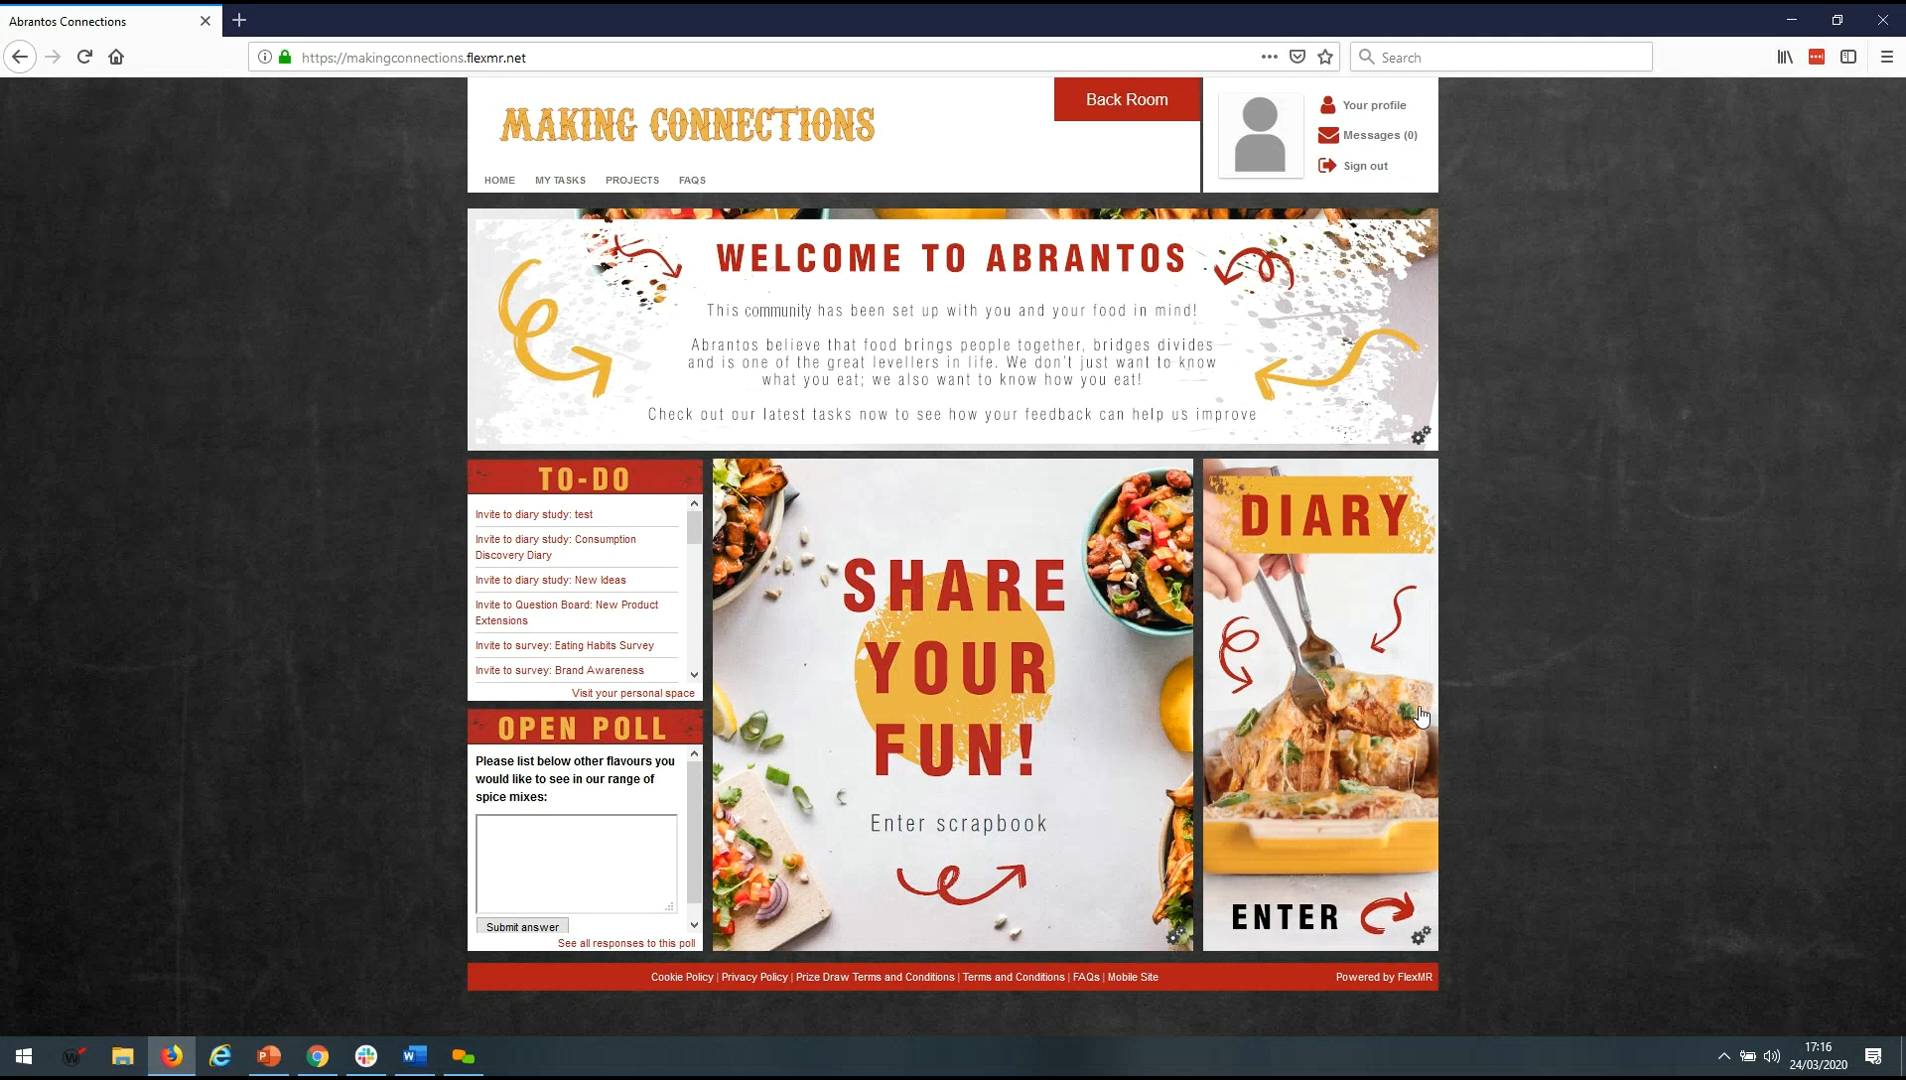 Abrantos Connections
https://makingconnections.flexmr.net
Search
MAKING CONNECTIONS
Back Room
Your profile
Messages (0)
Sign out
HOME MY TASKS PROJECTS FAQS
WELCOME TO ABRANTOS
This community has been set up with you and your food in mind!
Abrantos believe that food brings people together, bridges divides
and is one of the great levellers in life. We don't just want to know
what you eat; we also want to know how you eat!
Check out our latest tasks now to see how your feedback can help us improve
TO-DO
Invite to diary study: test
Invite to diary study: Consumption
Discovery Diary
Invite to diary study: New Ideas
Invite to Question Board: New Product
Extensions
Invite to survey: Eating Habits Survey
Invite to survey: Brand Awareness
Visit your personal space
OPEN POLL
Please list below other flavours you
would like to see in our range of
spice mixes:
Submit answer
See all responses to this poll
SHARE
YOUR
FUN!
Enter scrapbook
DIARY
ENTER
Cookie Policy | Privacy Policy | Prize Draw Terms and Conditions | Terms and Conditions | FAQs | Mobile Site
Powered by FlexMR
17:16
24/03/2020